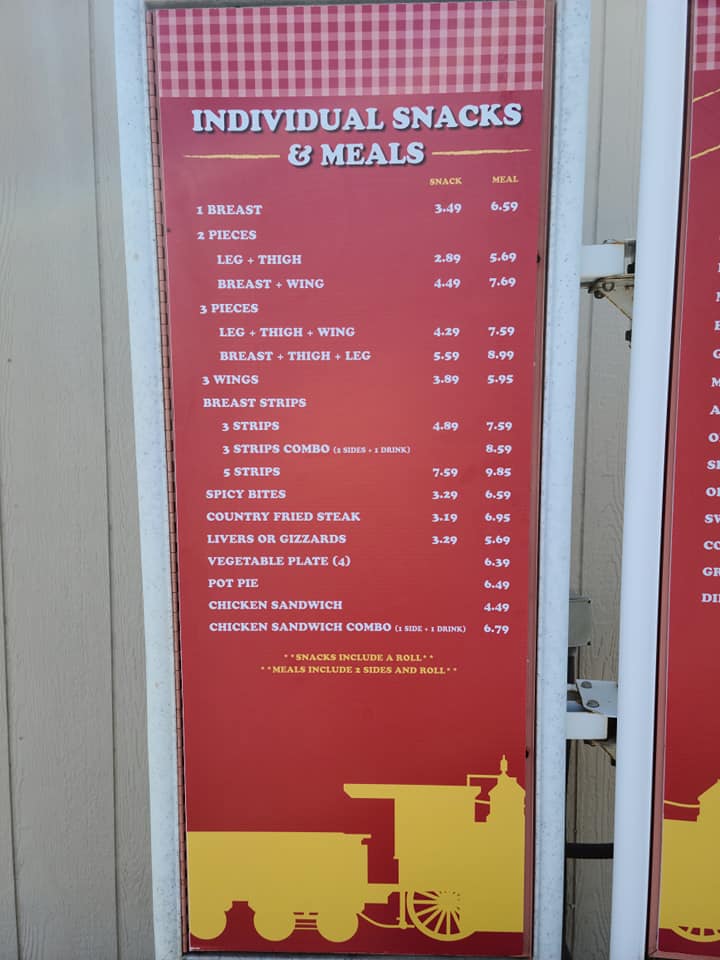 INDIVIDUAL SNACKS
& MEALS
SNACK MEAL
1 BREAST 3.49 6.59
2 PIECES
LEG + THIGH 2.89 5.69
BREAST + WING 4.49 7.69
3 PIECES
LEG + THIGH + WING 4.29 7.59
BREAST + THIGH + LEG 5.59 8.99
3 WINGS 3.89 5.95
BREAST STRIPS
3 STRIPS 4.89 7.59
3 STRIPS COMBO (2 SIDES + 1 DRINK) 8.59
5 STRIPS 7.59 9.85
SPICY BITES 3.29 6.59
COUNTRY FRIED STEAK 3.19 6.95
LIVERS OR GIZZARDS 3.29 5.69
VEGETABLE PLATE (4) 6.39
POT PIE 6.49
CHICKEN SANDWICH 4.49
CHICKEN SANDWICH COMBO (1 SIDE + 1 DRINK) 6.79
**SNACKS INCLUDE A ROLL**
**MEALS INCLUDE 2 SIDES AND ROLL**